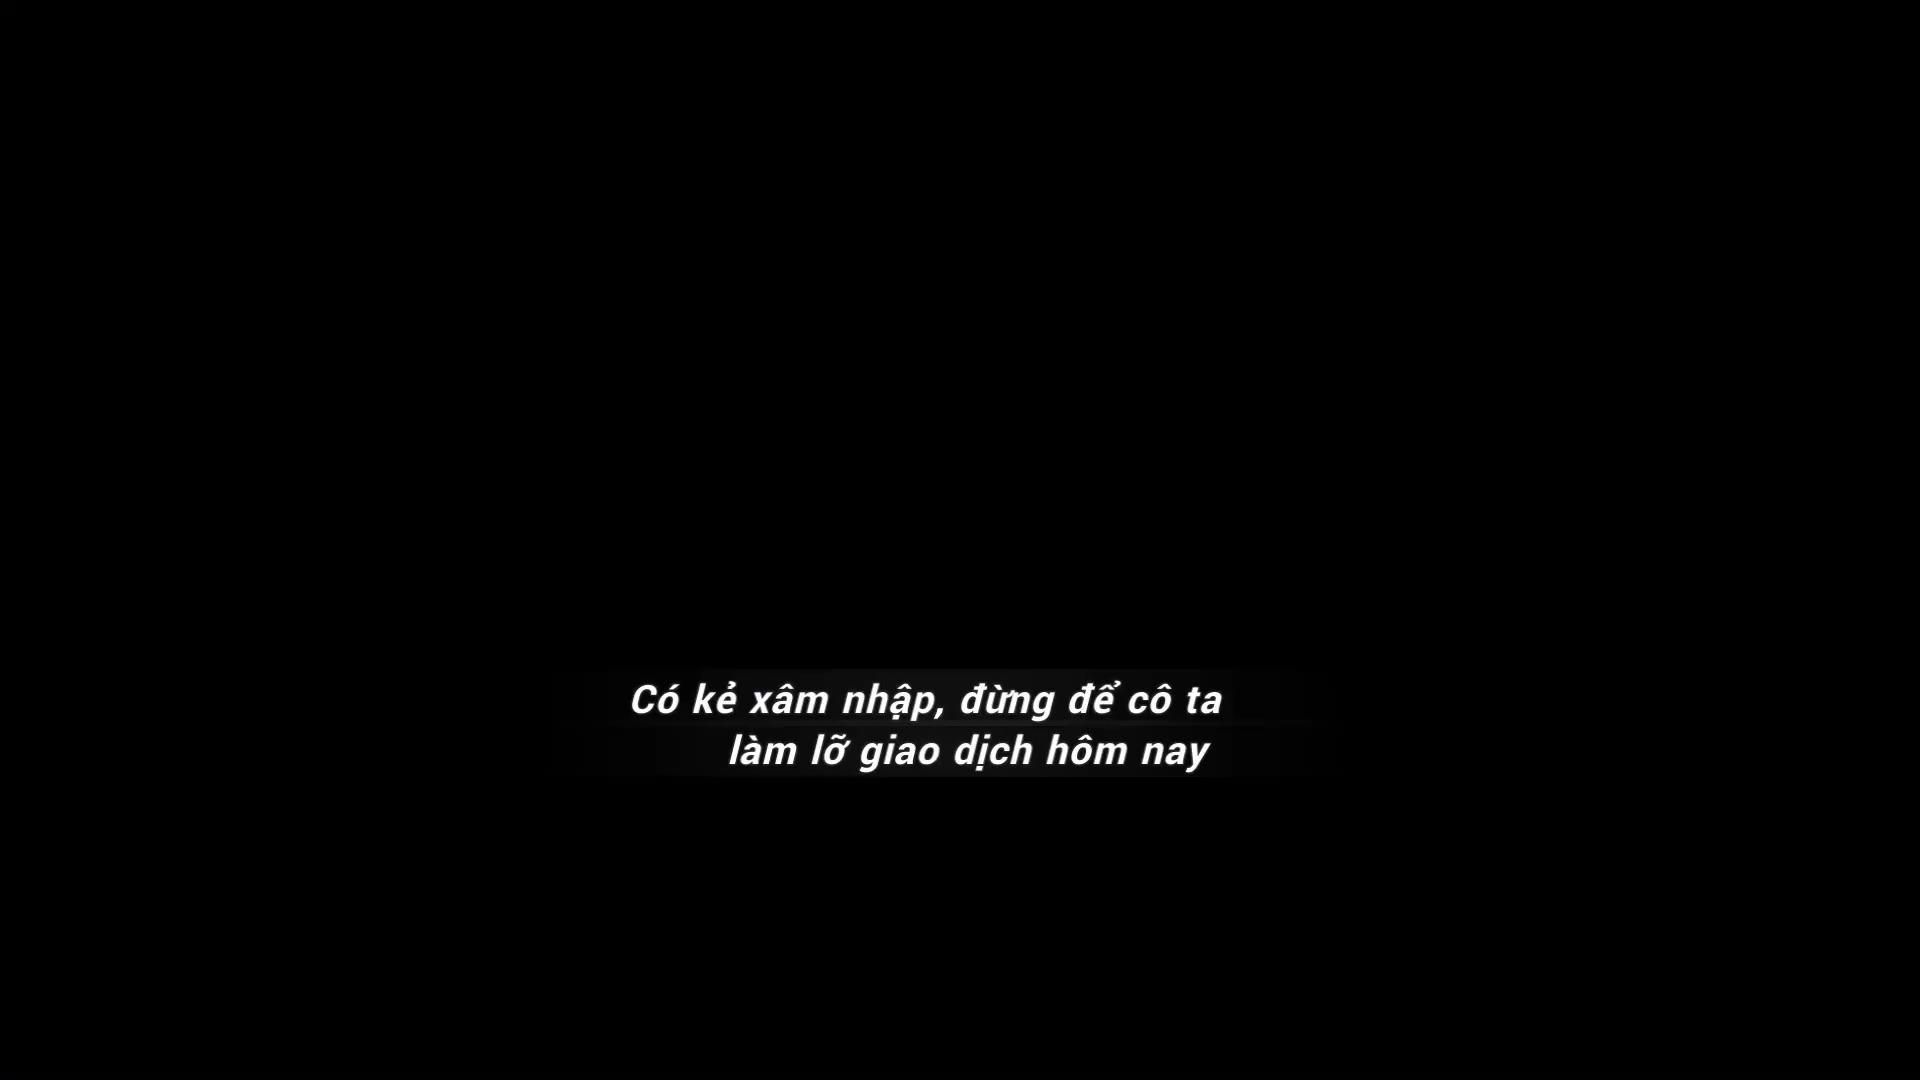 Có kẻ xâm nhập, đừng để cô ta
làm lỡ giao dịch hôm nay